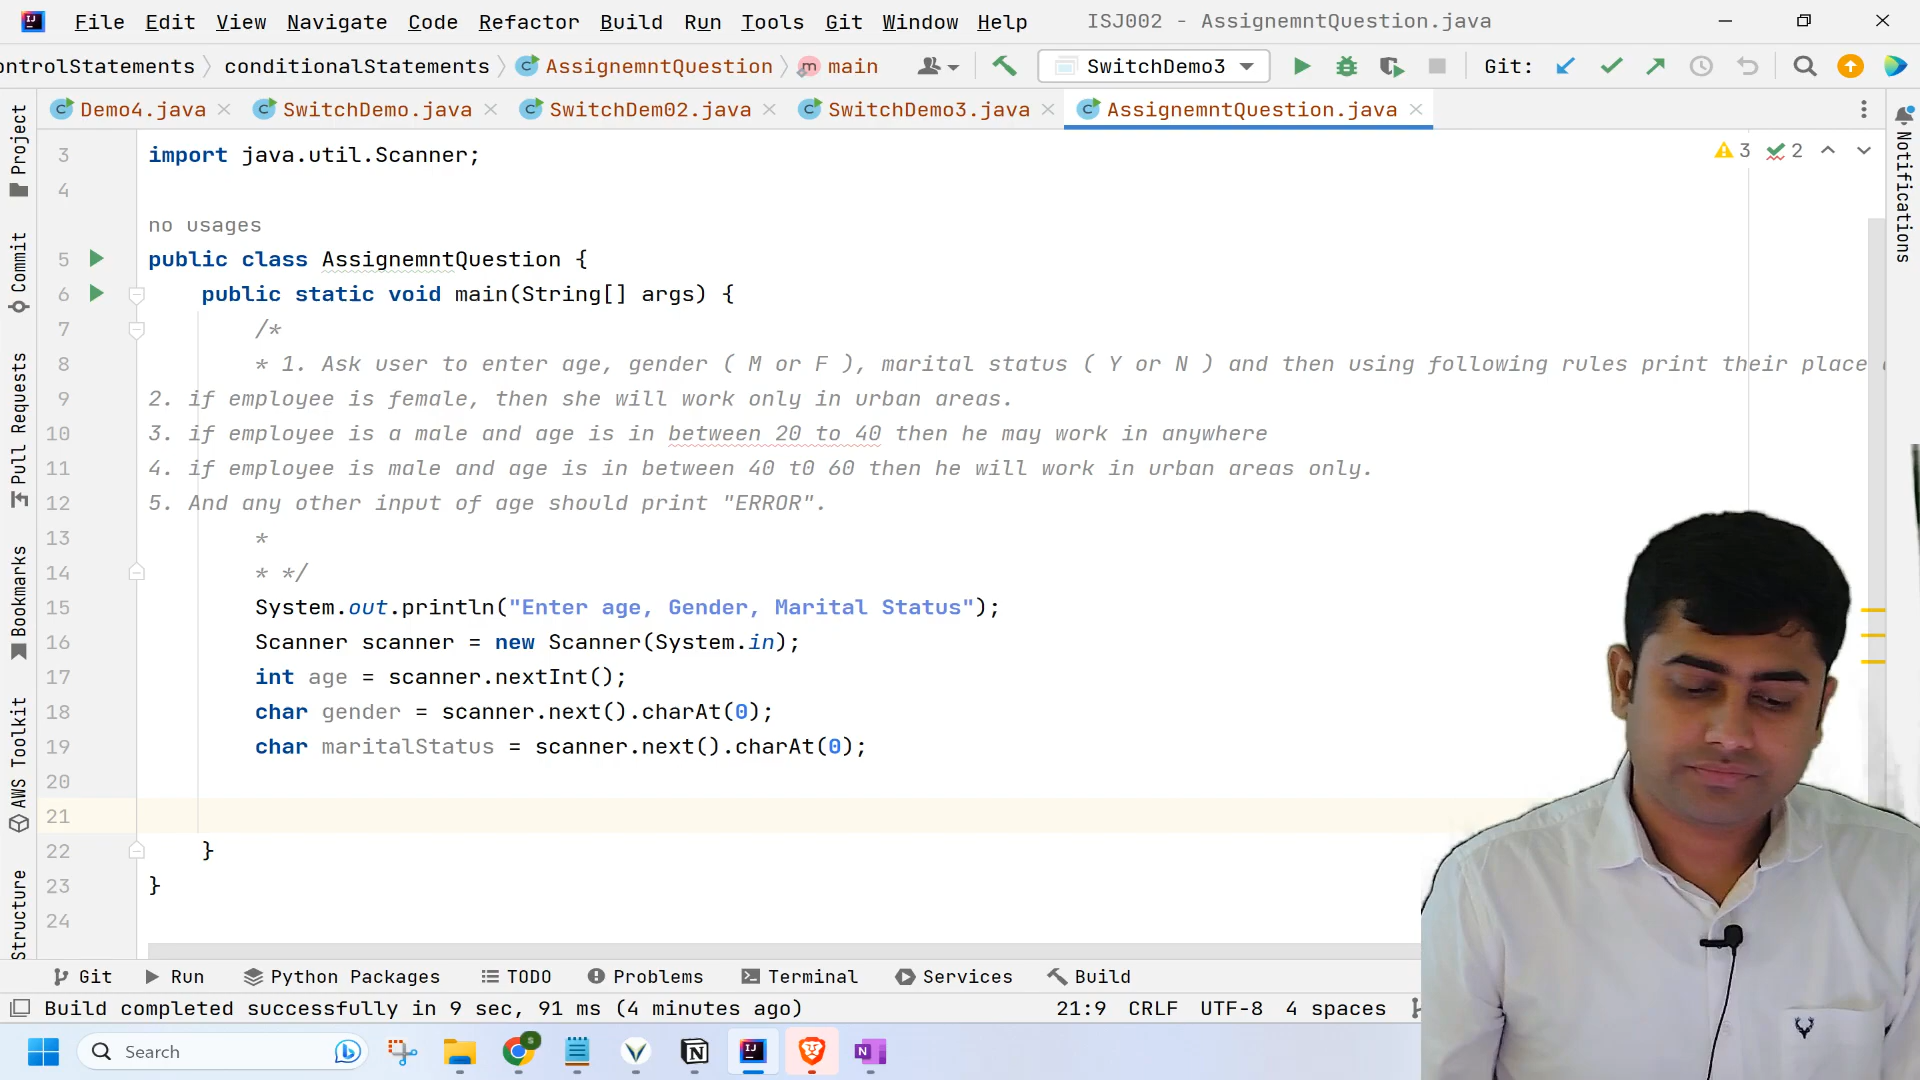 File Edit View Navigate Code Refactor Build Run Tools Git Window Help ISJ002 - AssignemntQuestion.java
ontrolStatements conditionalStatements AssignemntQuestion main SwitchDemo3 Git:
Demo4.java SwitchDemo.java SwitchDem02.java SwitchDemo3.java AssignemntQuestion.java
3 import java.util.Scanner; 3 2
4
no usages
5 public class AssignemntQuestion {
6 public static void main(String[] args) {
7 /*
8 * 1. Ask user to enter age, gender ( M or F ), marital status ( Y or N ) and then using following rules print their place
9 2. if employee is female, then she will work only in urban areas.
10 3. if employee is a male and age is in between 20 to 40 then he may work in anywhere
11 4. if employee is male and age is in between 40 t0 60 then he will work in urban areas only.
12 5. And any other input of age should print "ERROR".
13 *
14 * */
15 System.out.println("Enter age, Gender, Marital Status");
16 Scanner scanner = new Scanner(System.in);
17 int age = scanner.nextInt();
18 char gender = scanner.next().charAt(0);
19 char maritalStatus = scanner.next().charAt(0);
20
21
22 }
23 }
24
Project
Commit
Pull Requests
Bookmarks
AWS Toolkit
Structure
Notifications
Git Run Python Packages TODO Problems Terminal Services Build
Build completed successfully in 9 sec, 91 ms (4 minutes ago) 21:9 CRLF UTF-8 4 spaces
Search